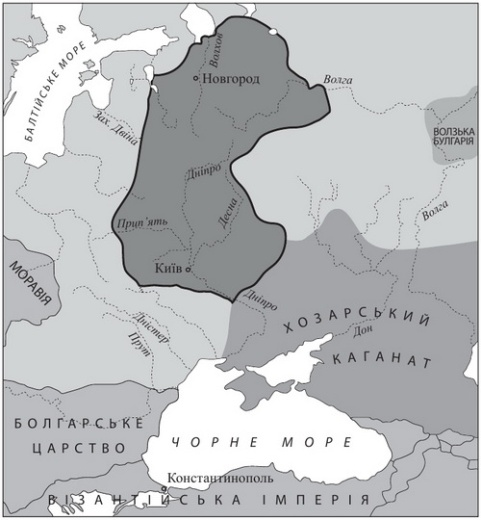 Волхов
Новгород
Волга
БАЛТІЙСЬКЕ МОРЕ
Зах. Двіна
ВОЛЗЬКА
БУЛГАРІЯ
Дніпро
Десна
Волга
Прип'ять
Київ
МОРАВІЯ
Дніпро
ХОЗАРСЬКИЙ
Дністер
Дон
Прут
КАГАНАТ
БОЛГАРСЬКЕ
ЦАРСТВО
ЧОРНЕ МОРЕ
Константинополь
ВІЗАНТІЙСЬКА ІМПЕРІЯ